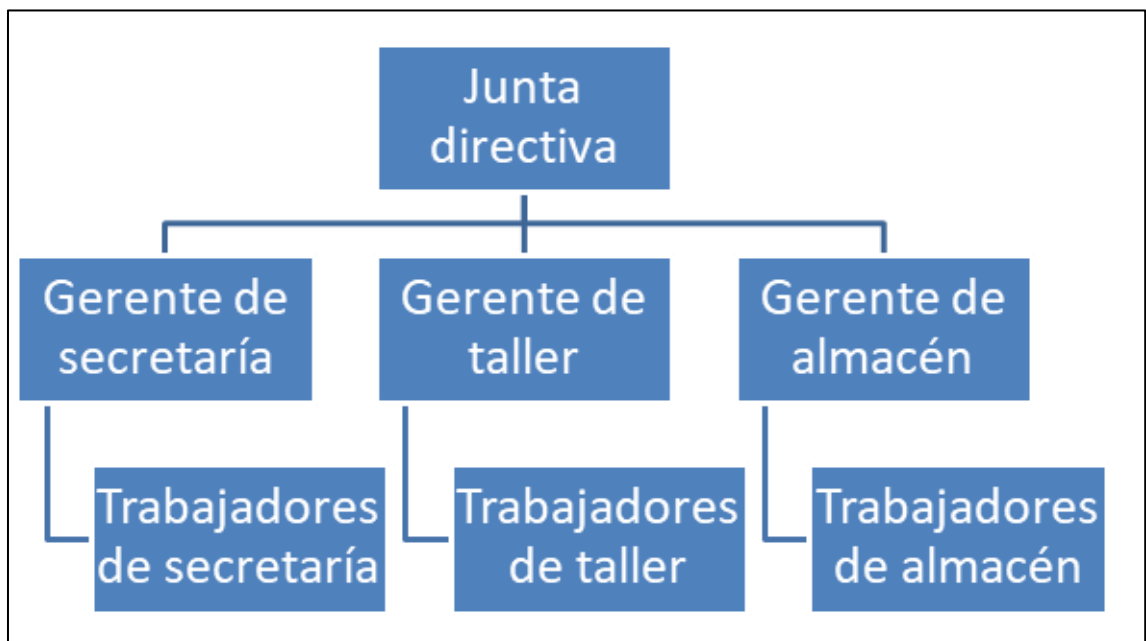 Junta
directiva
Gerente de
secretaría
Gerente de
taller
Gerente de
almacén
Trabajadores
de secretaría
Trabajadores
de taller
Trabajadores
de almacén